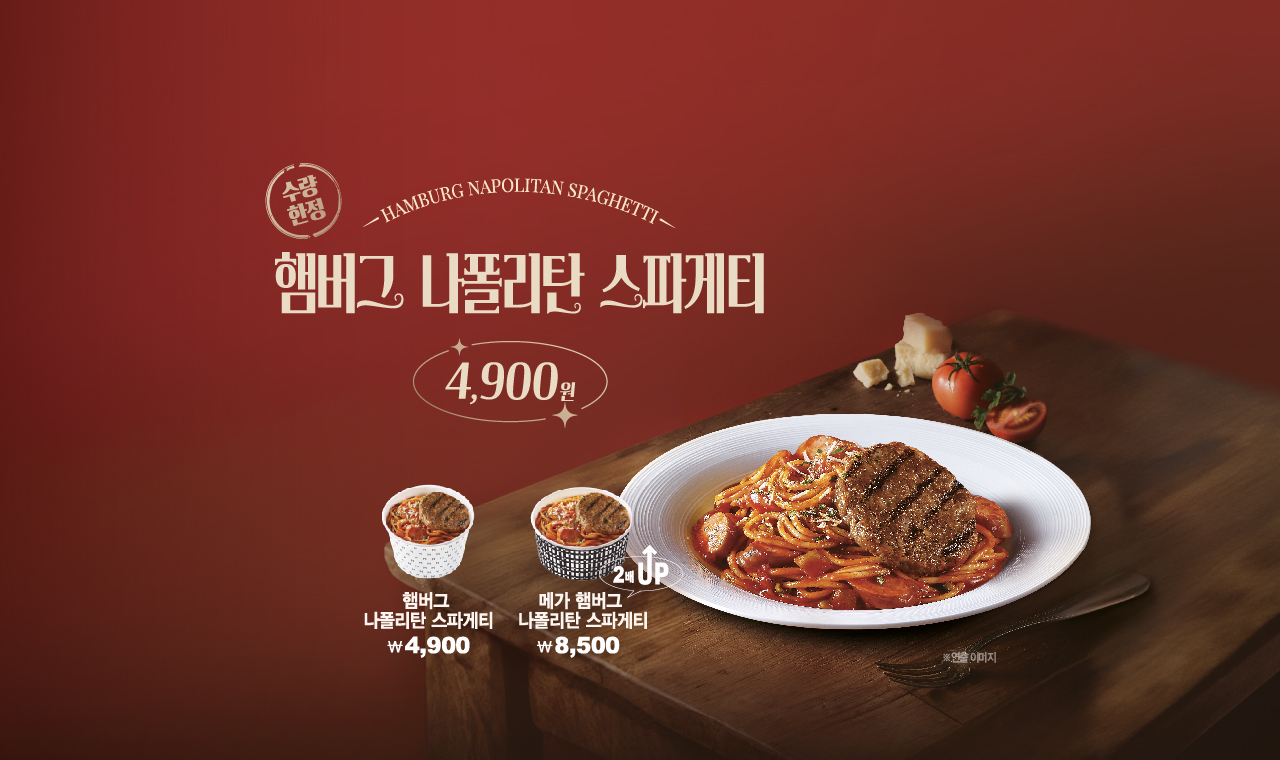 수량
한정
HAMBURG NAPOLITAN SPAGHETTI
햄버그 나폴리탄 스파게티
4,900원
2배 UP
햄버그
나폴리탄 스파게티
₩4,900
메가 햄버그
나폴리탄 스파게티
₩8,500
※연출 이미지